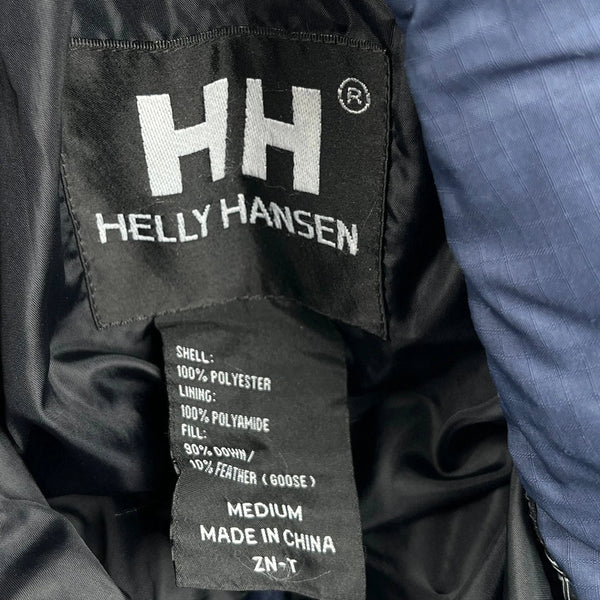 HH ®
HELLY HANSEN
SHELL:
100% POLYESTER
LINING:
100% POLYAMIDE
FILL:
90% DOWN/
10% FEATHER (GOOSE)
MEDIUM
MADE IN CHINA
ZN-T